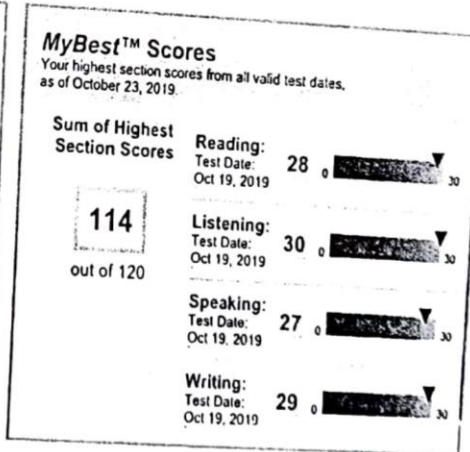 MyBest™ Scores
Your highest section scores from all valid test dates,
as of October 23, 2019.
Sum of Highest
Section Scores
114
out of 120
Reading:
Test Date:
Oct 19, 2019
28
0
30
Listening:
Test Date:
Oct 19, 2019
30
0
30
Speaking:
Test Date:
Oct 19, 2019
27
0
30
Writing:
Test Date:
Oct 19, 2019
29
0
30